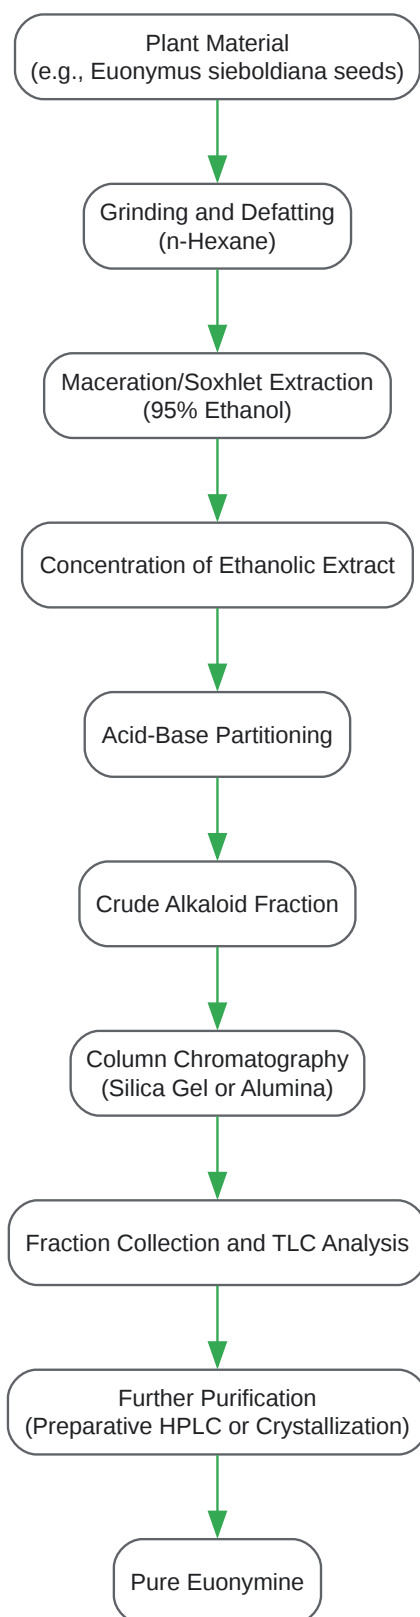 Plant Material
(e.g., Euonymus sieboldiana seeds)
Grinding and Defatting
(n-Hexane)
Maceration/Soxhlet Extraction
(95% Ethanol)
Concentration of Ethanolic Extract
Acid-Base Partitioning
Crude Alkaloid Fraction
Column Chromatography
(Silica Gel or Alumina)
Fraction Collection and TLC Analysis
Further Purification
(Preparative HPLC or Crystallization)
Pure Euonymine